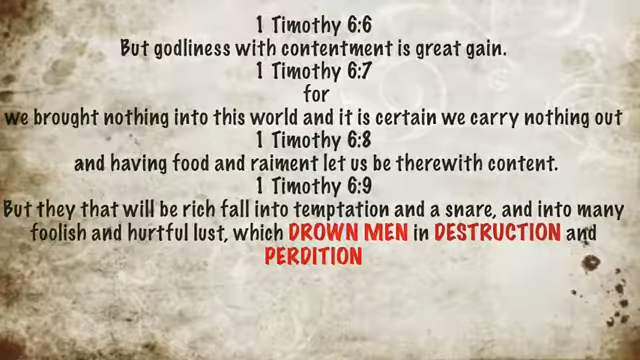 1 Timothy 6:6
But godliness with contentment is great gain.
1 Timothy 6:7
for
we brought nothing into this world and it is certain we carry nothing out
1 Timothy 6:8
and having food and raiment let us be therewith content.
1 Timothy 6:9
But they that will be rich fall into temptation and a snare, and into many
foolish and hurtful lust, which DROWN MEN in DESTRUCTION and
PERDITION